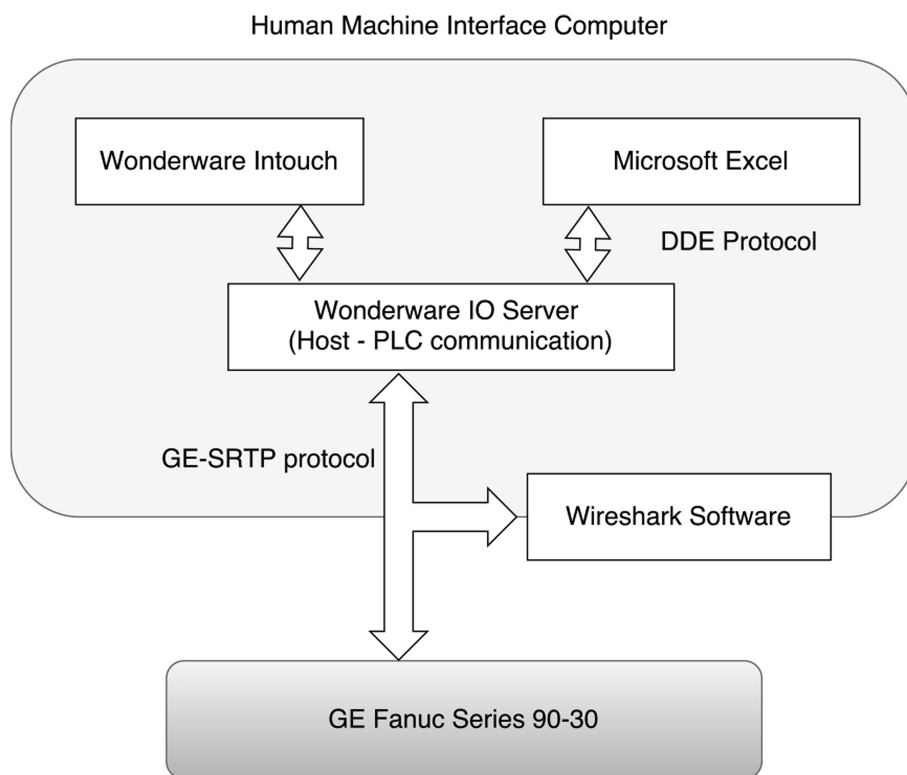 Human Machine Interface Computer
Wonderware Intouch
Microsoft Excel
DDE Protocol
Wonderware IO Server
(Host - PLC communication)
GE-SRTP protocol
Wireshark Software
GE Fanuc Series 90-30